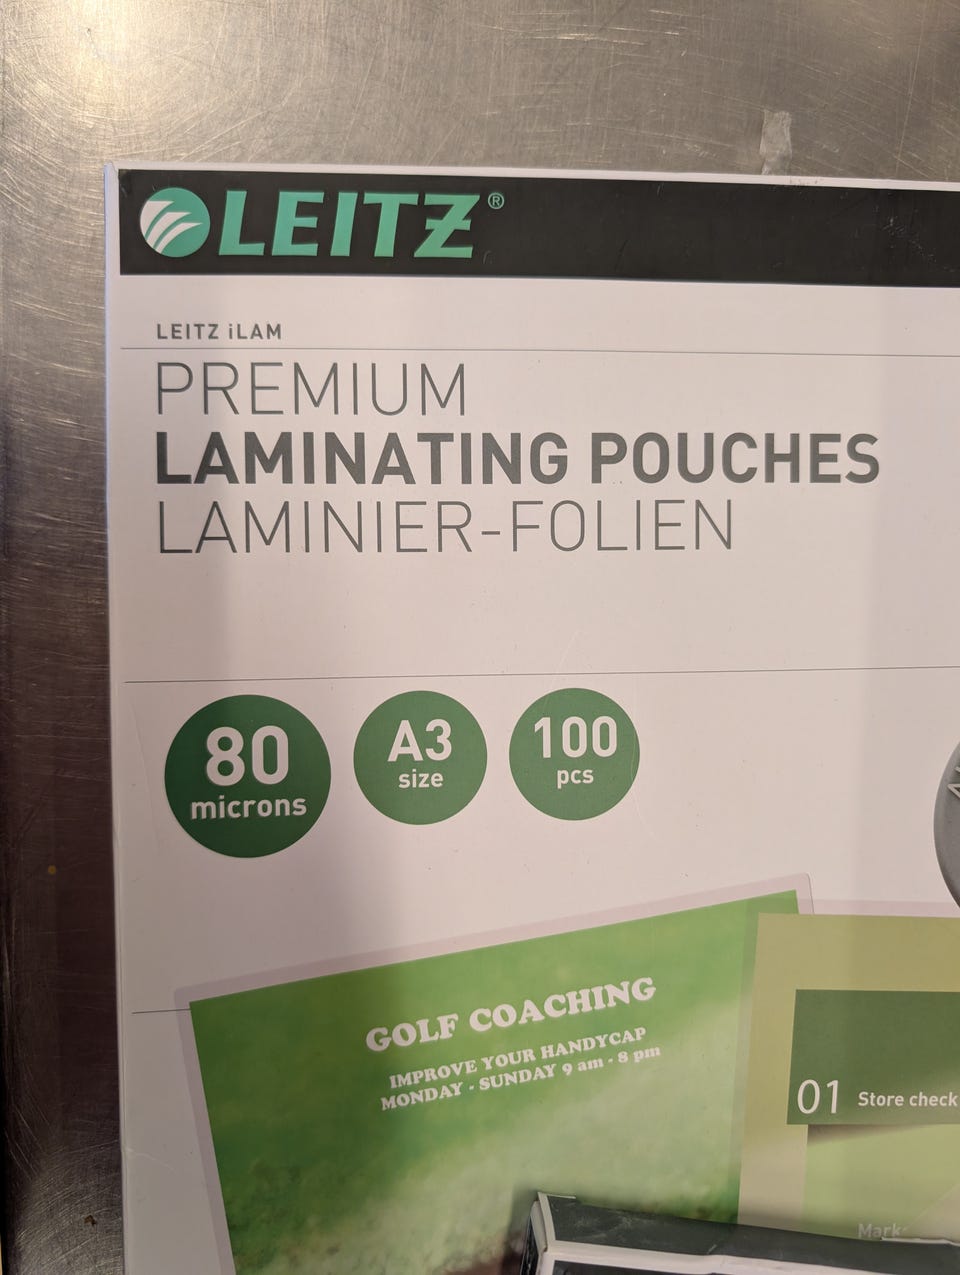 LEITZ®
LEITZ iLAM
PREMIUM
LAMINATING POUCHES
LAMINIER-FOLIEN
80
microns
A3
size
100
pcs
GOLF COACHING
IMPROVE YOUR HANDYCAP
MONDAY - SUNDAY 9 am - 8 pm
01 Store check